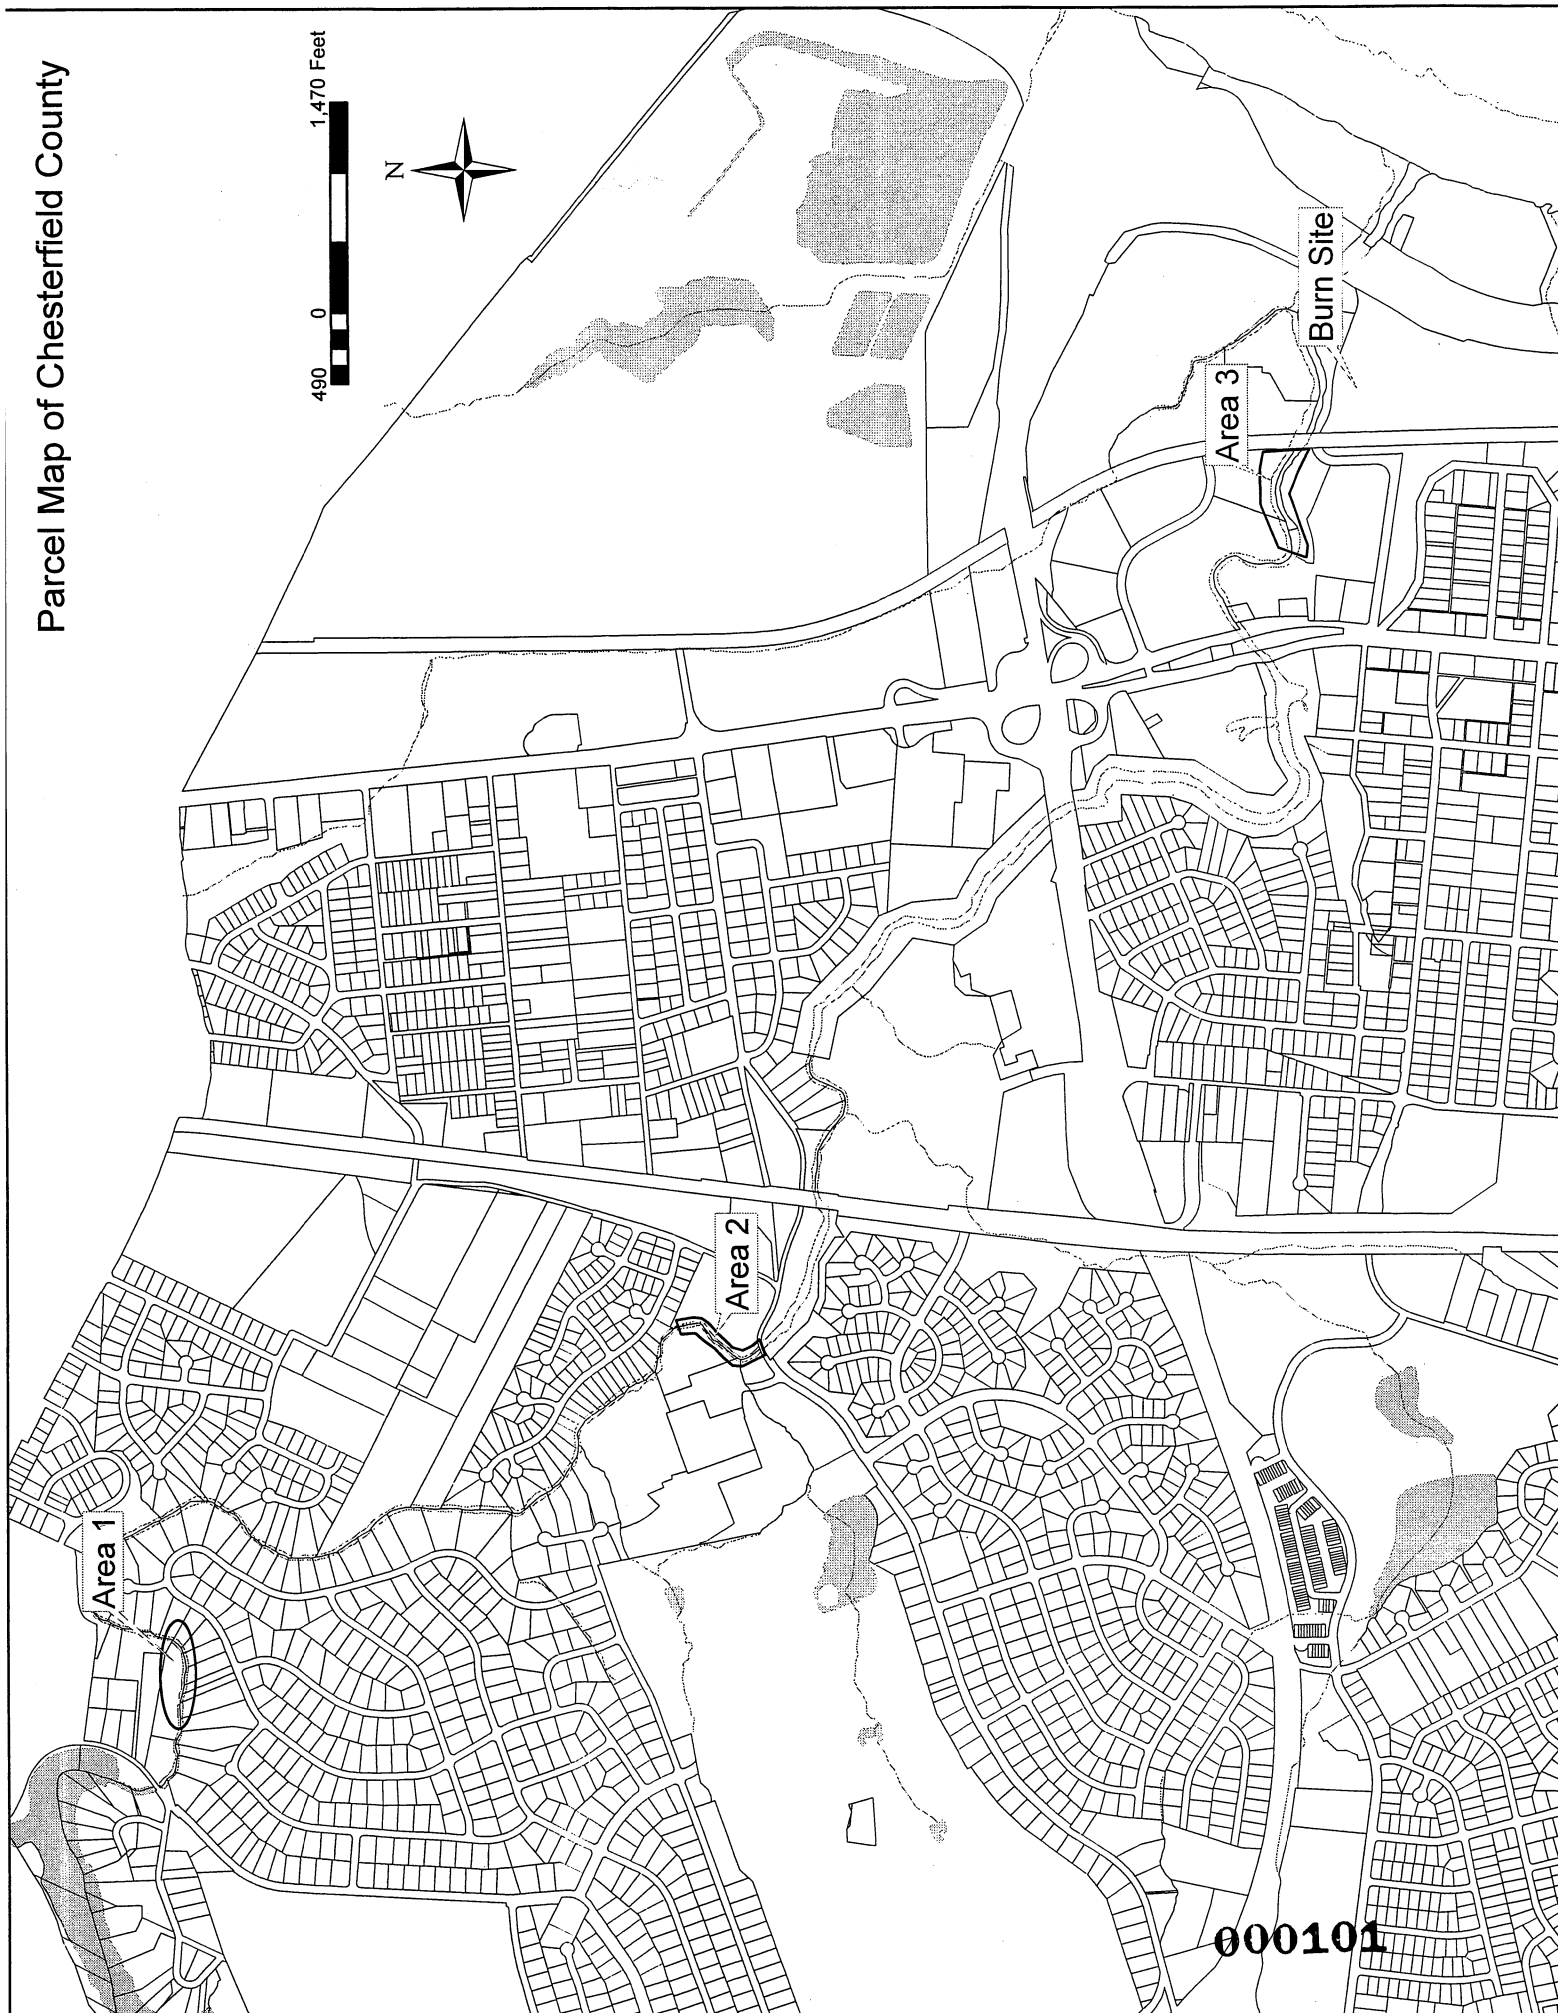 Parcel Map of Chesterfield County
490 0 1,470 Feet
N
Area 1
Area 2
Area 3
Burn Site
000101